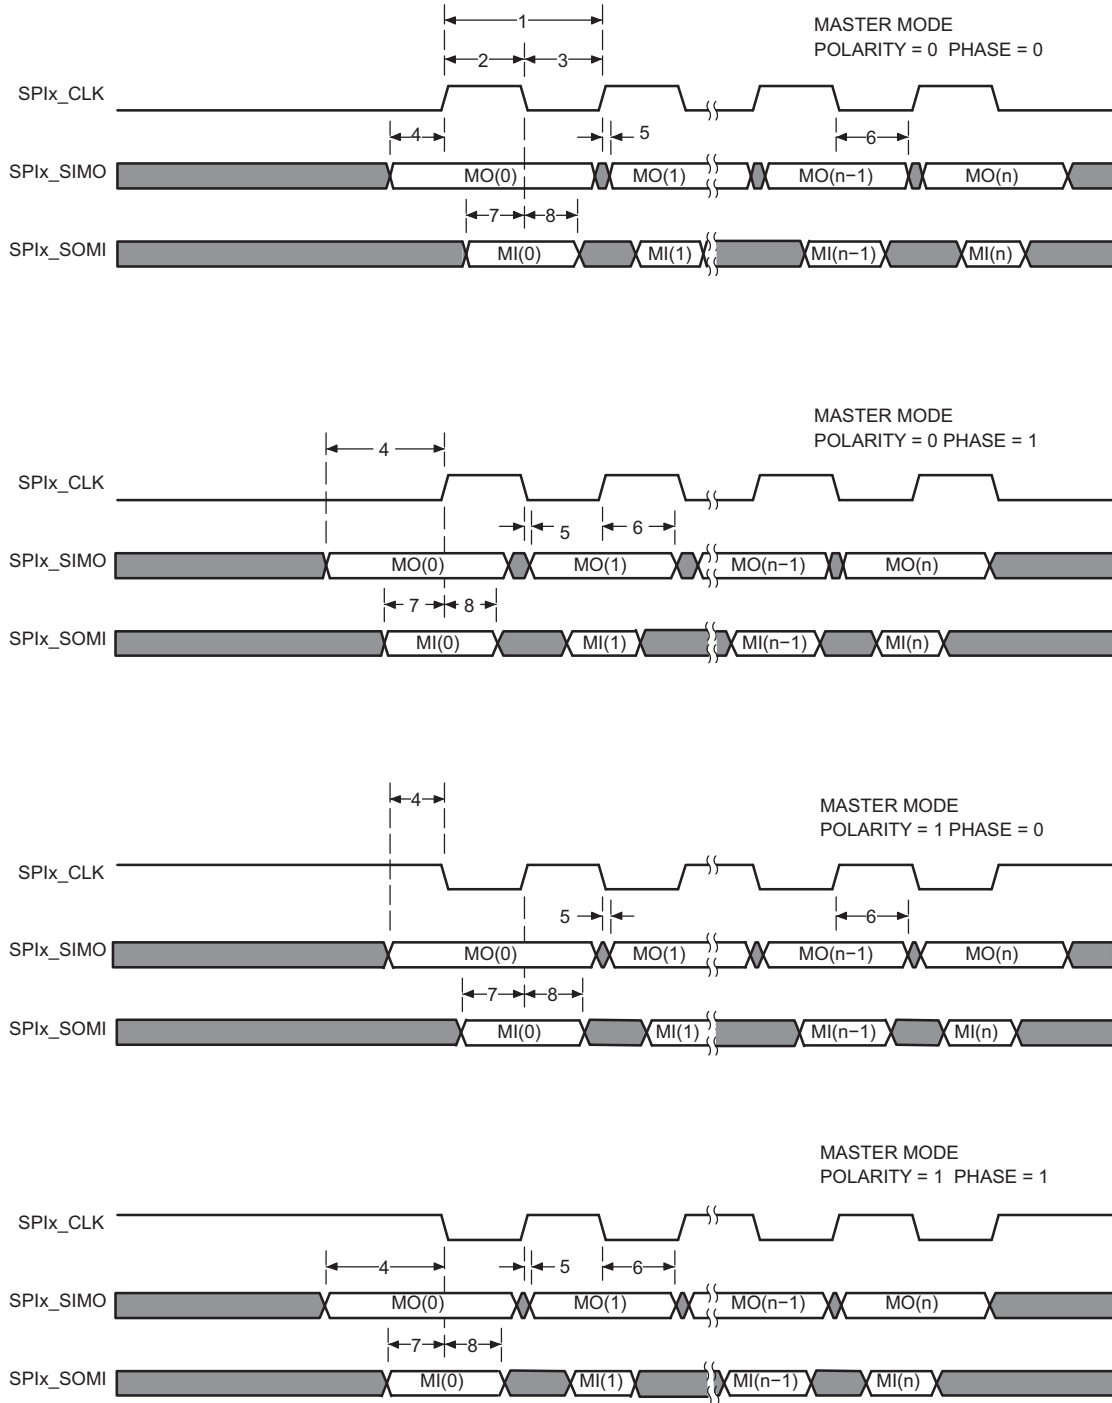 1
MASTER MODE
POLARITY = 0 PHASE = 0
2 3
SPIx_CLK
4 5 6
SPIx_SIMO MO(0) MO(1) MO(n−1) MO(n)
7 8
SPIx_SOMI MI(0) MI(1) MI(n−1) MI(n)
MASTER MODE
POLARITY = 0 PHASE = 1
4
SPIx_CLK
5 6
SPIx_SIMO MO(0) MO(1) MO(n−1) MO(n)
7 8
SPIx_SOMI MI(0) MI(1) MI(n−1) MI(n)
4
MASTER MODE
POLARITY = 1 PHASE = 0
SPIx_CLK
5 6
SPIx_SIMO MO(0) MO(1) MO(n−1) MO(n)
7 8
SPIx_SOMI MI(0) MI(1) MI(n−1) MI(n)
MASTER MODE
POLARITY = 1 PHASE = 1
SPIx_CLK
4 5 6
SPIx_SIMO MO(0) MO(1) MO(n−1) MO(n)
7 8
SPIx_SOMI MI(0) MI(1) MI(n−1) MI(n)